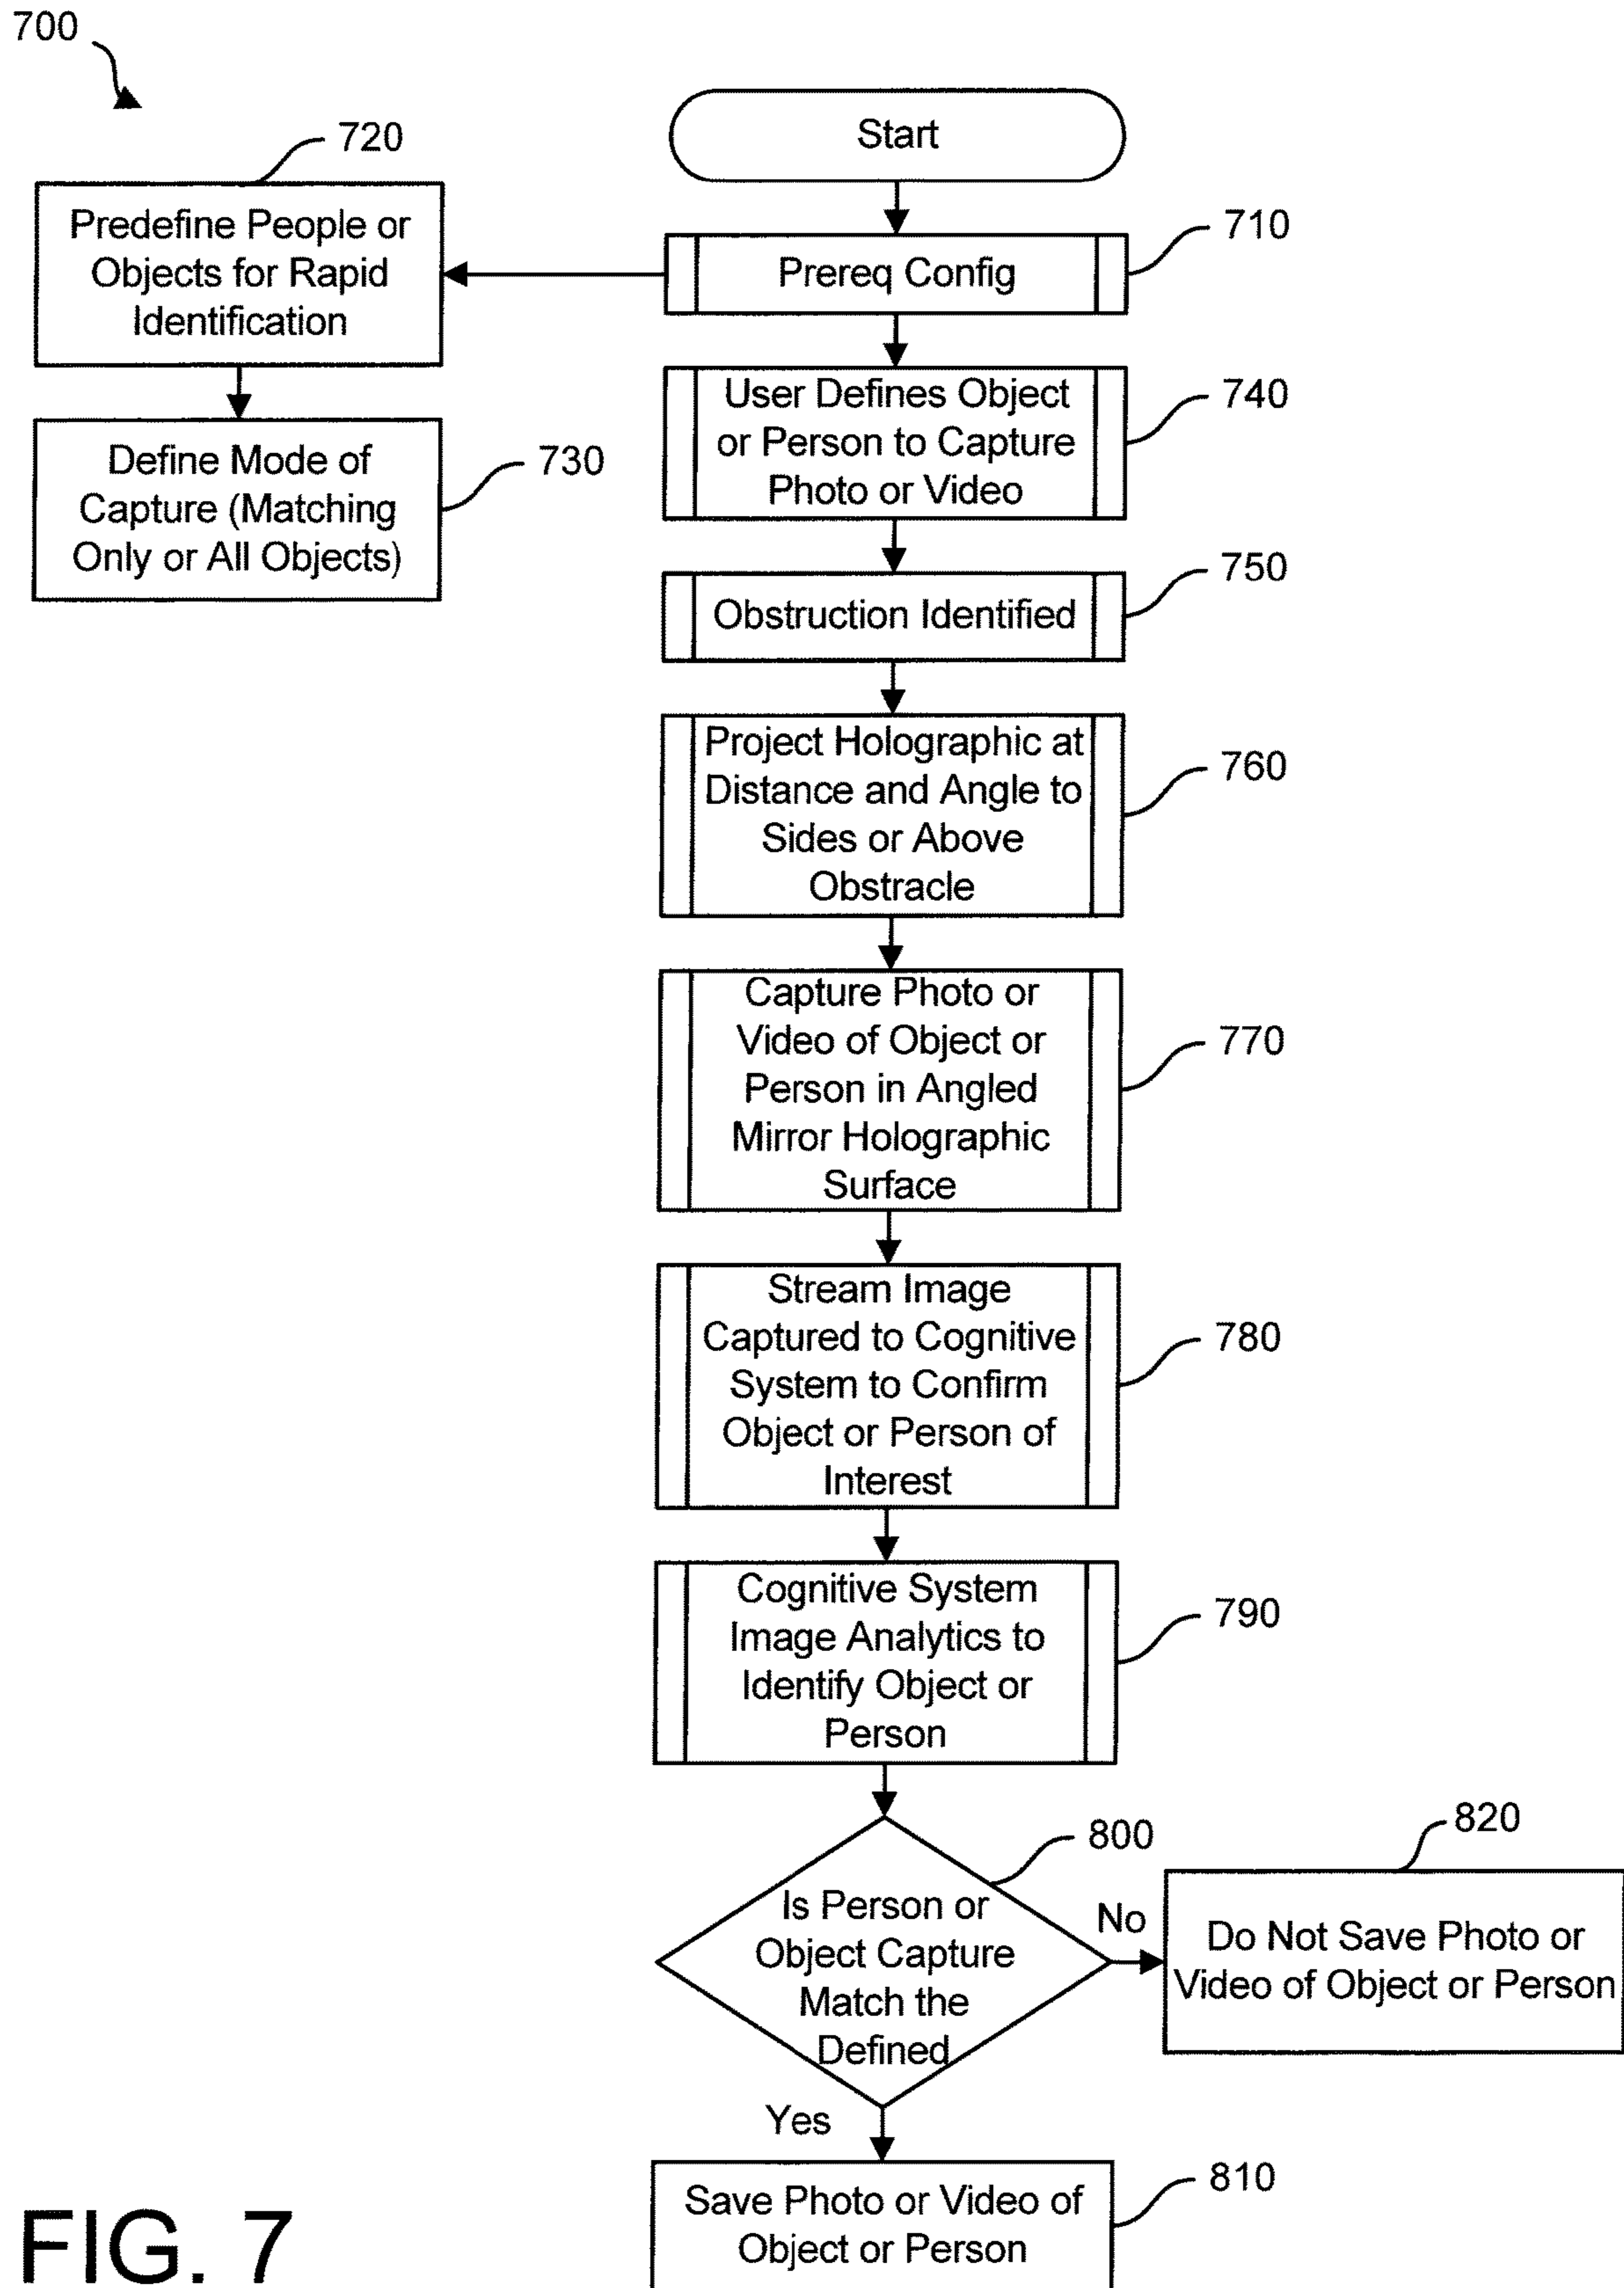 700
Start
720
Predefine People or
Objects for Rapid
Identification
710
Prereq Config
740
User Defines Object
or Person to Capture
Photo or Video
730
Define Mode of
Capture (Matching
Only or All Objects)
750
Obstruction Identified
760
Project Holographic at
Distance and Angle to
Sides or Above
Obstracle
770
Capture Photo or
Video of Object or
Person in Angled
Mirror Holographic
Surface
780
Stream Image
Captured to Cognitive
System to Confirm
Object or Person of
Interest
790
Cognitive System
Image Analytics to
Identify Object or
Person
800
Is Person or
Object Capture
Match the
Defined
No
820
Do Not Save Photo or
Video of Object or Person
Yes
810
Save Photo or Video of
Object or Person
FIG. 7